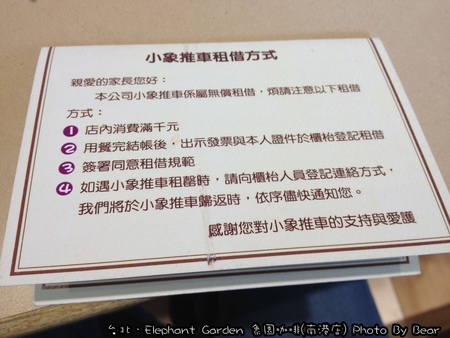 小象推車租借方式
親愛的家長您好：
本公司小象推車係屬無償租借，煩請注意以下租借
方式：
1 店內消費滿千元
2 用餐完結帳後，出示發票與本人證件於櫃枱登記租借
3 簽署同意租借規範
4 如遇小象推車租罄時，請向櫃枱人員登記連絡方式，
我們將於小象推車歸返時，依序儘快通知您。
感謝您對小象推車的支持與愛護
台北‧Elephant Garden 象園咖啡(南港店) Photo By Bear